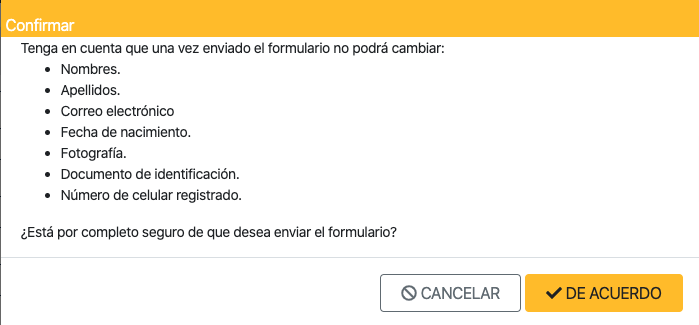 Confirmar
Tenga en cuenta que una vez enviado el formulario no podrá cambiar:
• Nombres.
• Apellidos.
• Correo electrónico
• Fecha de nacimiento.
• Fotografía.
• Documento de identificación.
• Número de celular registrado.
¿Está por completo seguro de que desea enviar el formulario?
CANCELAR
DE ACUERDO